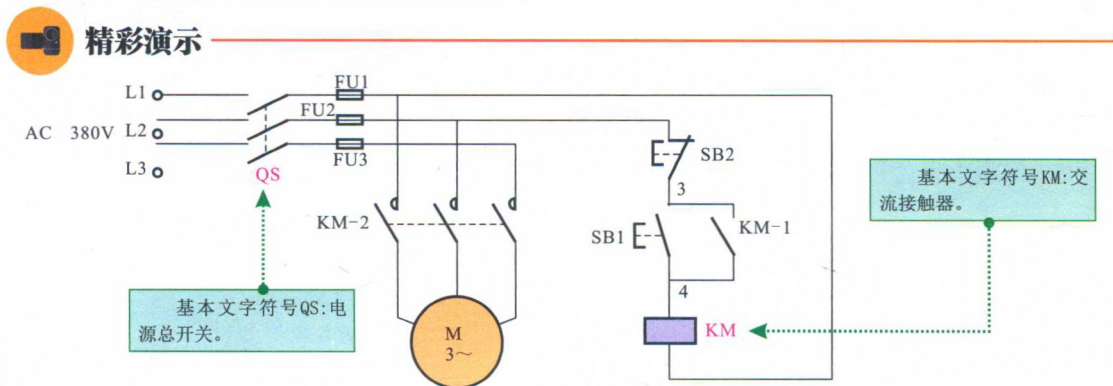 精彩演示
L1
FU1
FU2
AC 380V L2
FU3
L3
QS
SB2
3
基本文字符号KM:交
流接触器。
KM-2
SB1
KM-1
4
基本文字符号QS:电
源总开关。
M
3～
KM